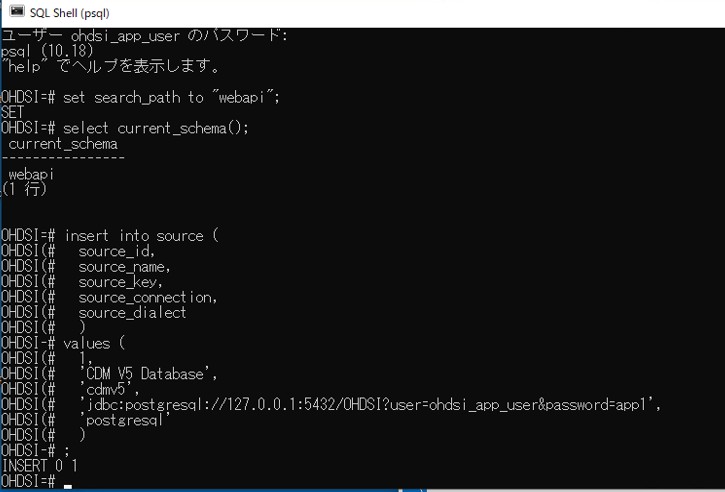 SQL Shell (psql)
ユーザー ohdsi_app_user のパスワード:
psql (10.18)
"help" でヘルプを表示します。
OHDSI=# set search_path to "webapi";
SET
OHDSI=# select current_schema();
current_schema
----------------
webapi
(1 行)
OHDSI=# insert into source (
OHDSI(#   source_id,
OHDSI(#   source_name,
OHDSI(#   source_key,
OHDSI(#   source_connection,
OHDSI(#   source_dialect
OHDSI(#   )
OHDSI-# values (
OHDSI(#   1,
OHDSI(#   'CDM V5 Database',
OHDSI(#   'cdmv5',
OHDSI(#   'jdbc:postgresql://127.0.0.1:5432/OHDSI?user=ohdsi_app_user&password=app1',
OHDSI(#   'postgresql'
OHDSI(#   )
OHDSI-# ;
INSERT 0 1
OHDSI=#